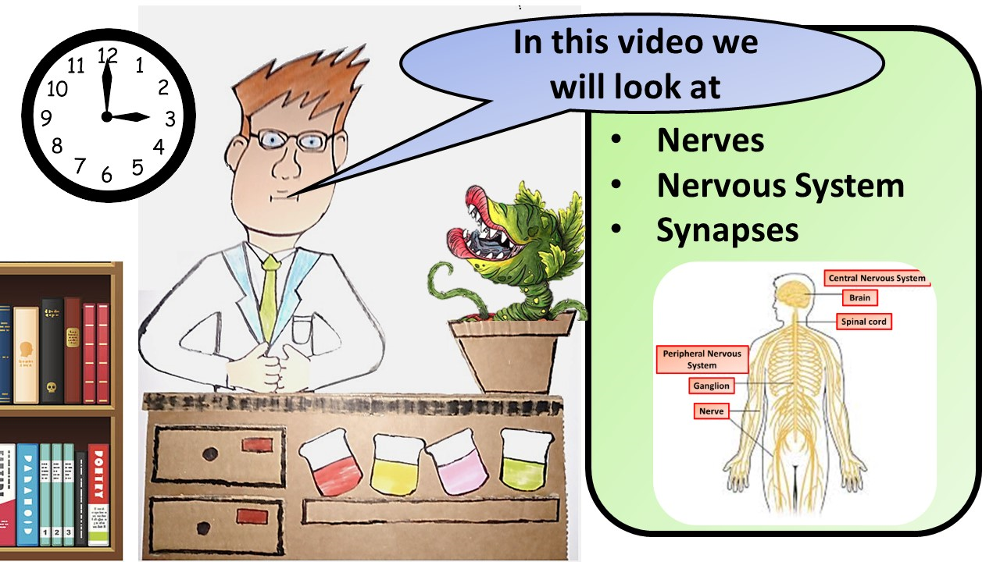 In this video we
will look at
• Nerves
• Nervous System
• Synapses
Central Nervous System
Brain
Spinal cord
Peripheral Nervous
System
Ganglion
Nerve
12
11
1
10
2
9
3
8
4
7
5
6
PARANOID
1 2 3
POETRY